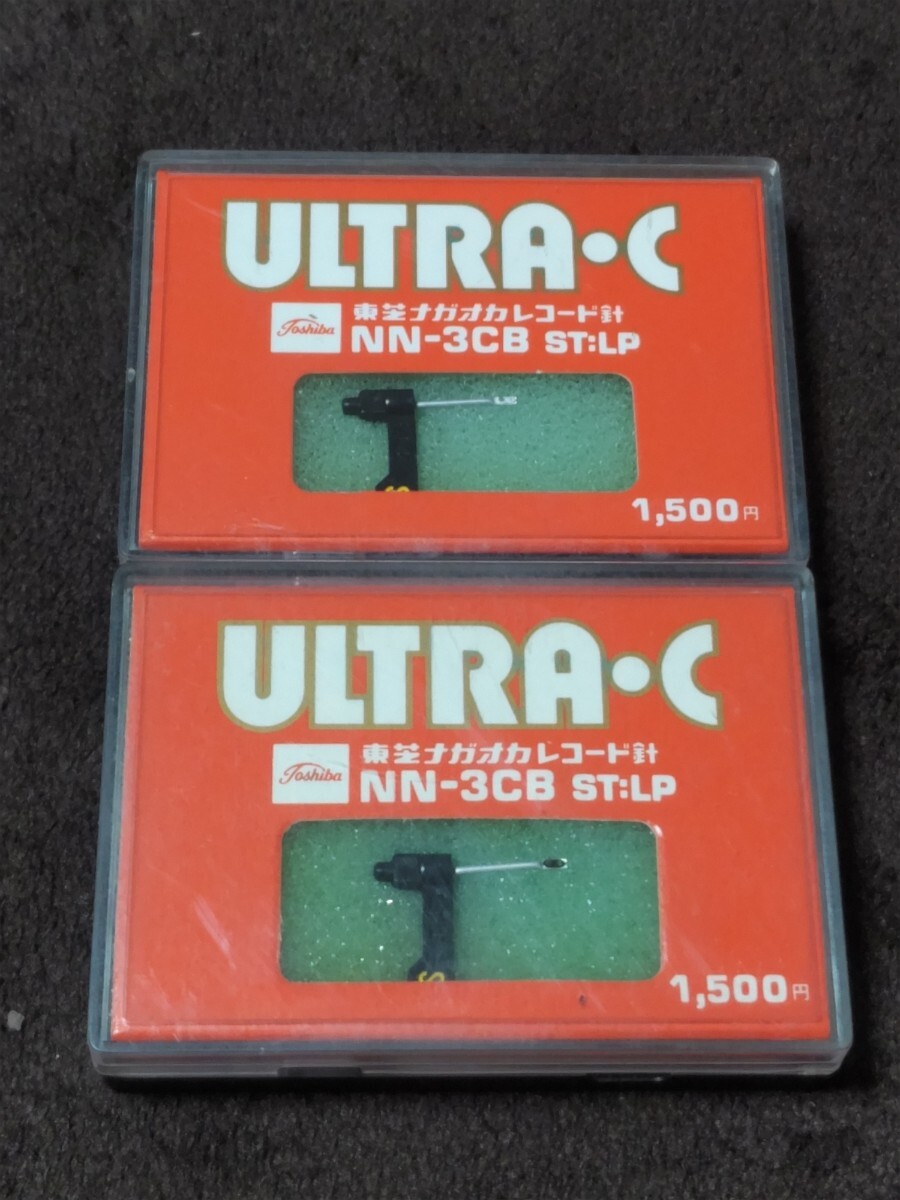 ULTRA•C
Toshiba
東芝ナガオカレコード針
NN-3CB ST:LP
S
1,500円
ULTRA•C
Toshiba
東芝ナガオカレコード針
NN-3CB ST:LP
S
1,500円